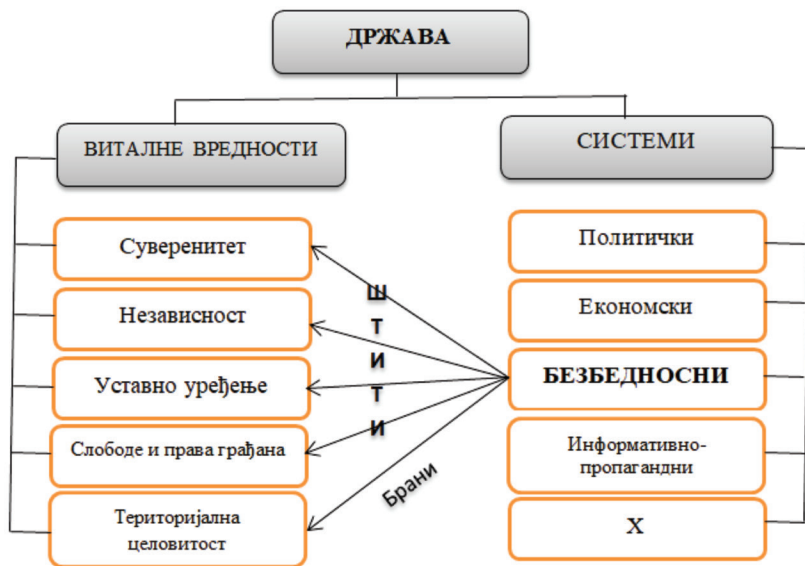 ДРЖАВА
ВИТАЛНЕ ВРЕДНОСТИ
СИСТЕМИ
Суверенитет
Независност
Уставно уређење
Слободе и права грађана
Територијална
целовитост
ШТИТИ
Брани
Политички
Економски
БЕЗБЕДНОСНИ
Информативно-
пропагандни
X